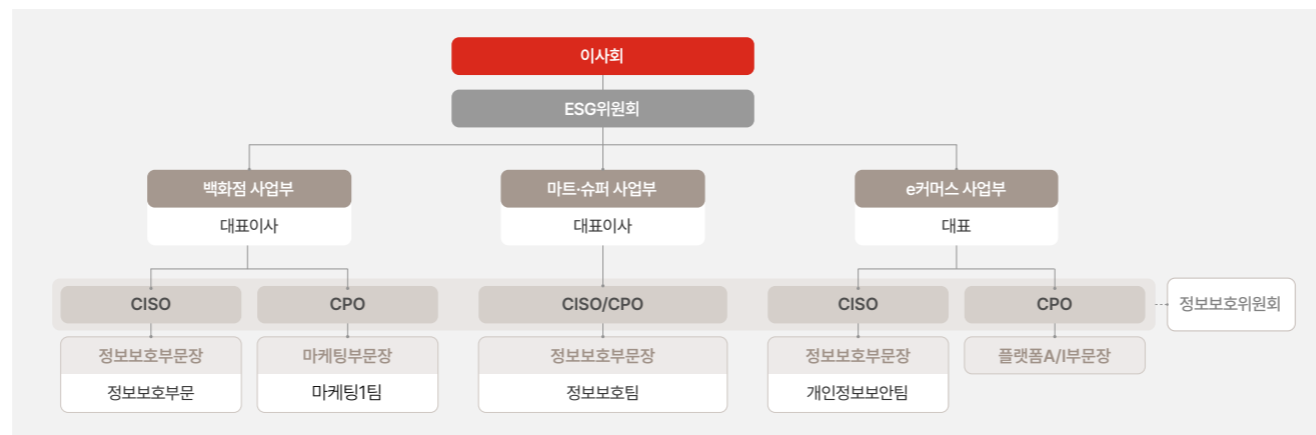 이사회
ESG위원회
백화점 사업부
마트·슈퍼 사업부
e커머스 사업부
대표이사
대표이사
대표
CISO
CPO
CISO/CPO
CISO
CPO
정보보호위원회
정보보호부문장
마케팅부문장
정보보호부문장
정보보호부문장
플랫폼A/I부문장
정보보호부문
마케팅1팀
정보보호팀
개인정보보안팀